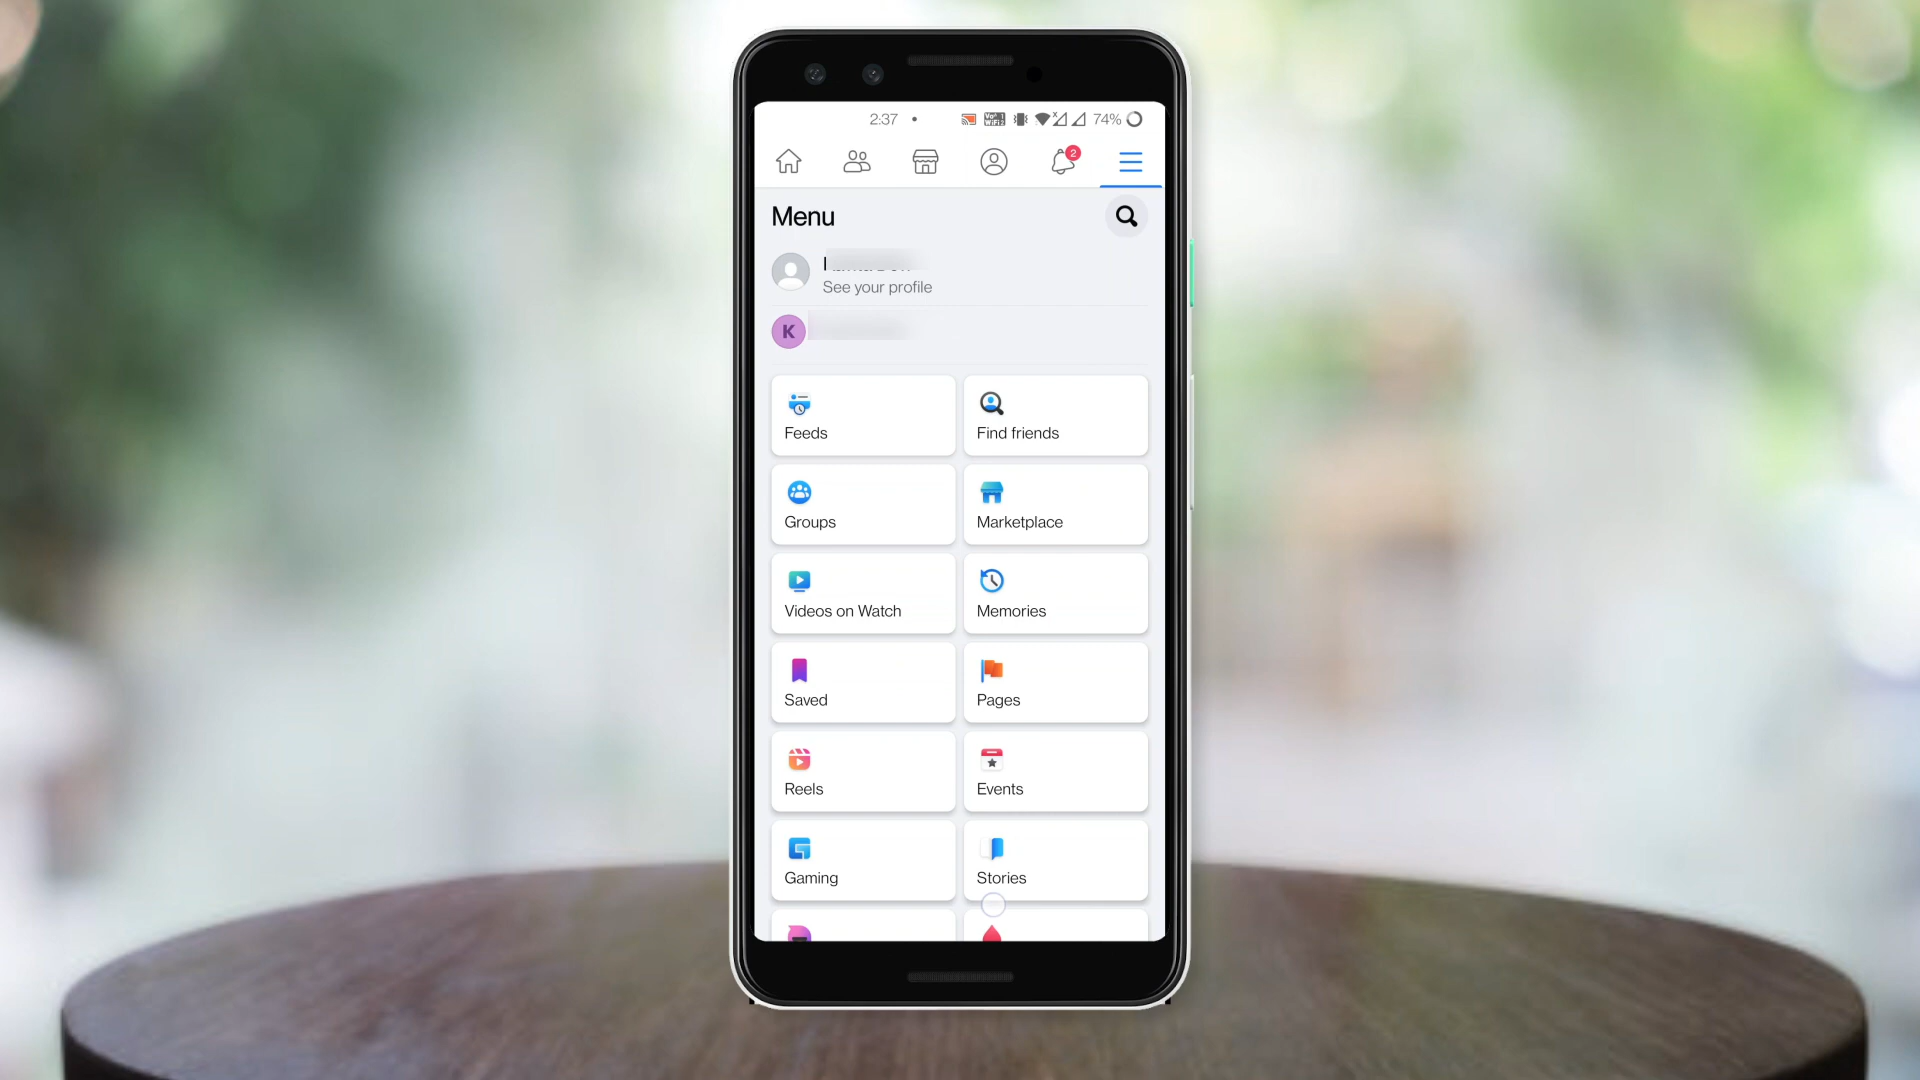 2:37 74%
2
Menu
See your profile
K
Feeds
Find friends
Groups
Marketplace
Videos on Watch
Memories
Saved
Pages
Reels
Events
Gaming
Stories